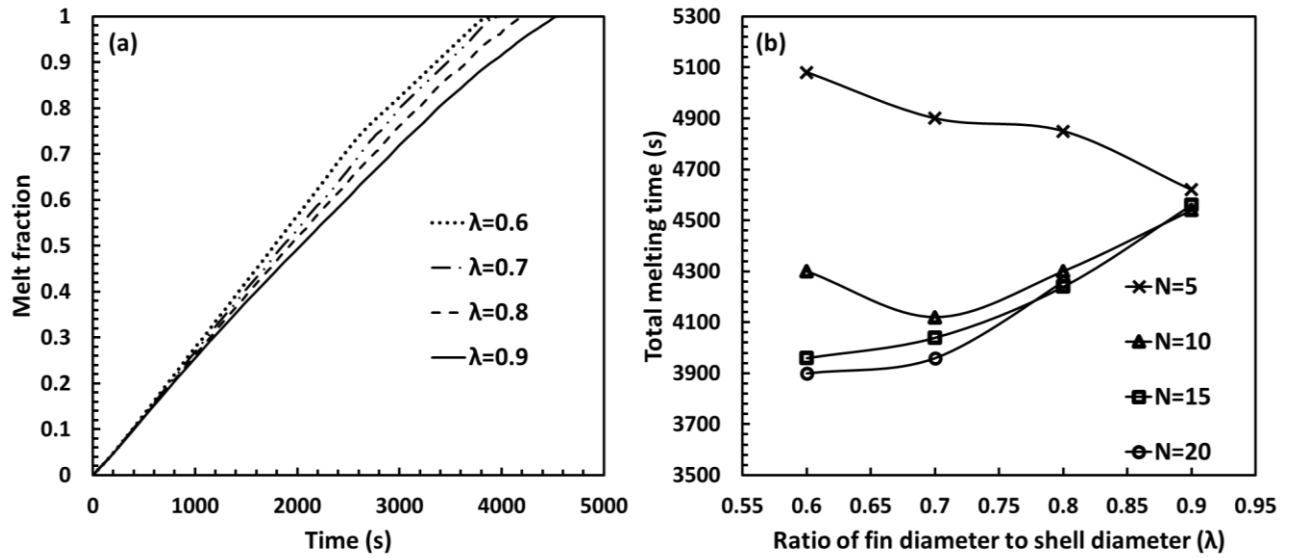 (a)
Melt fraction
1
0.9
0.8
0.7
0.6
0.5
0.4
0.3
0.2
0.1
0
λ=0.6
λ=0.7
λ=0.8
λ=0.9
0 1000 2000 3000 4000 5000
Time (s)
(b)
Total melting time (s)
5300
5100
4900
4700
4500
4300
4100
3900
3700
3500
N=5
N=10
N=15
N=20
0.55 0.6 0.65 0.7 0.75 0.8 0.85 0.9 0.95
Ratio of fin diameter to shell diameter (λ)